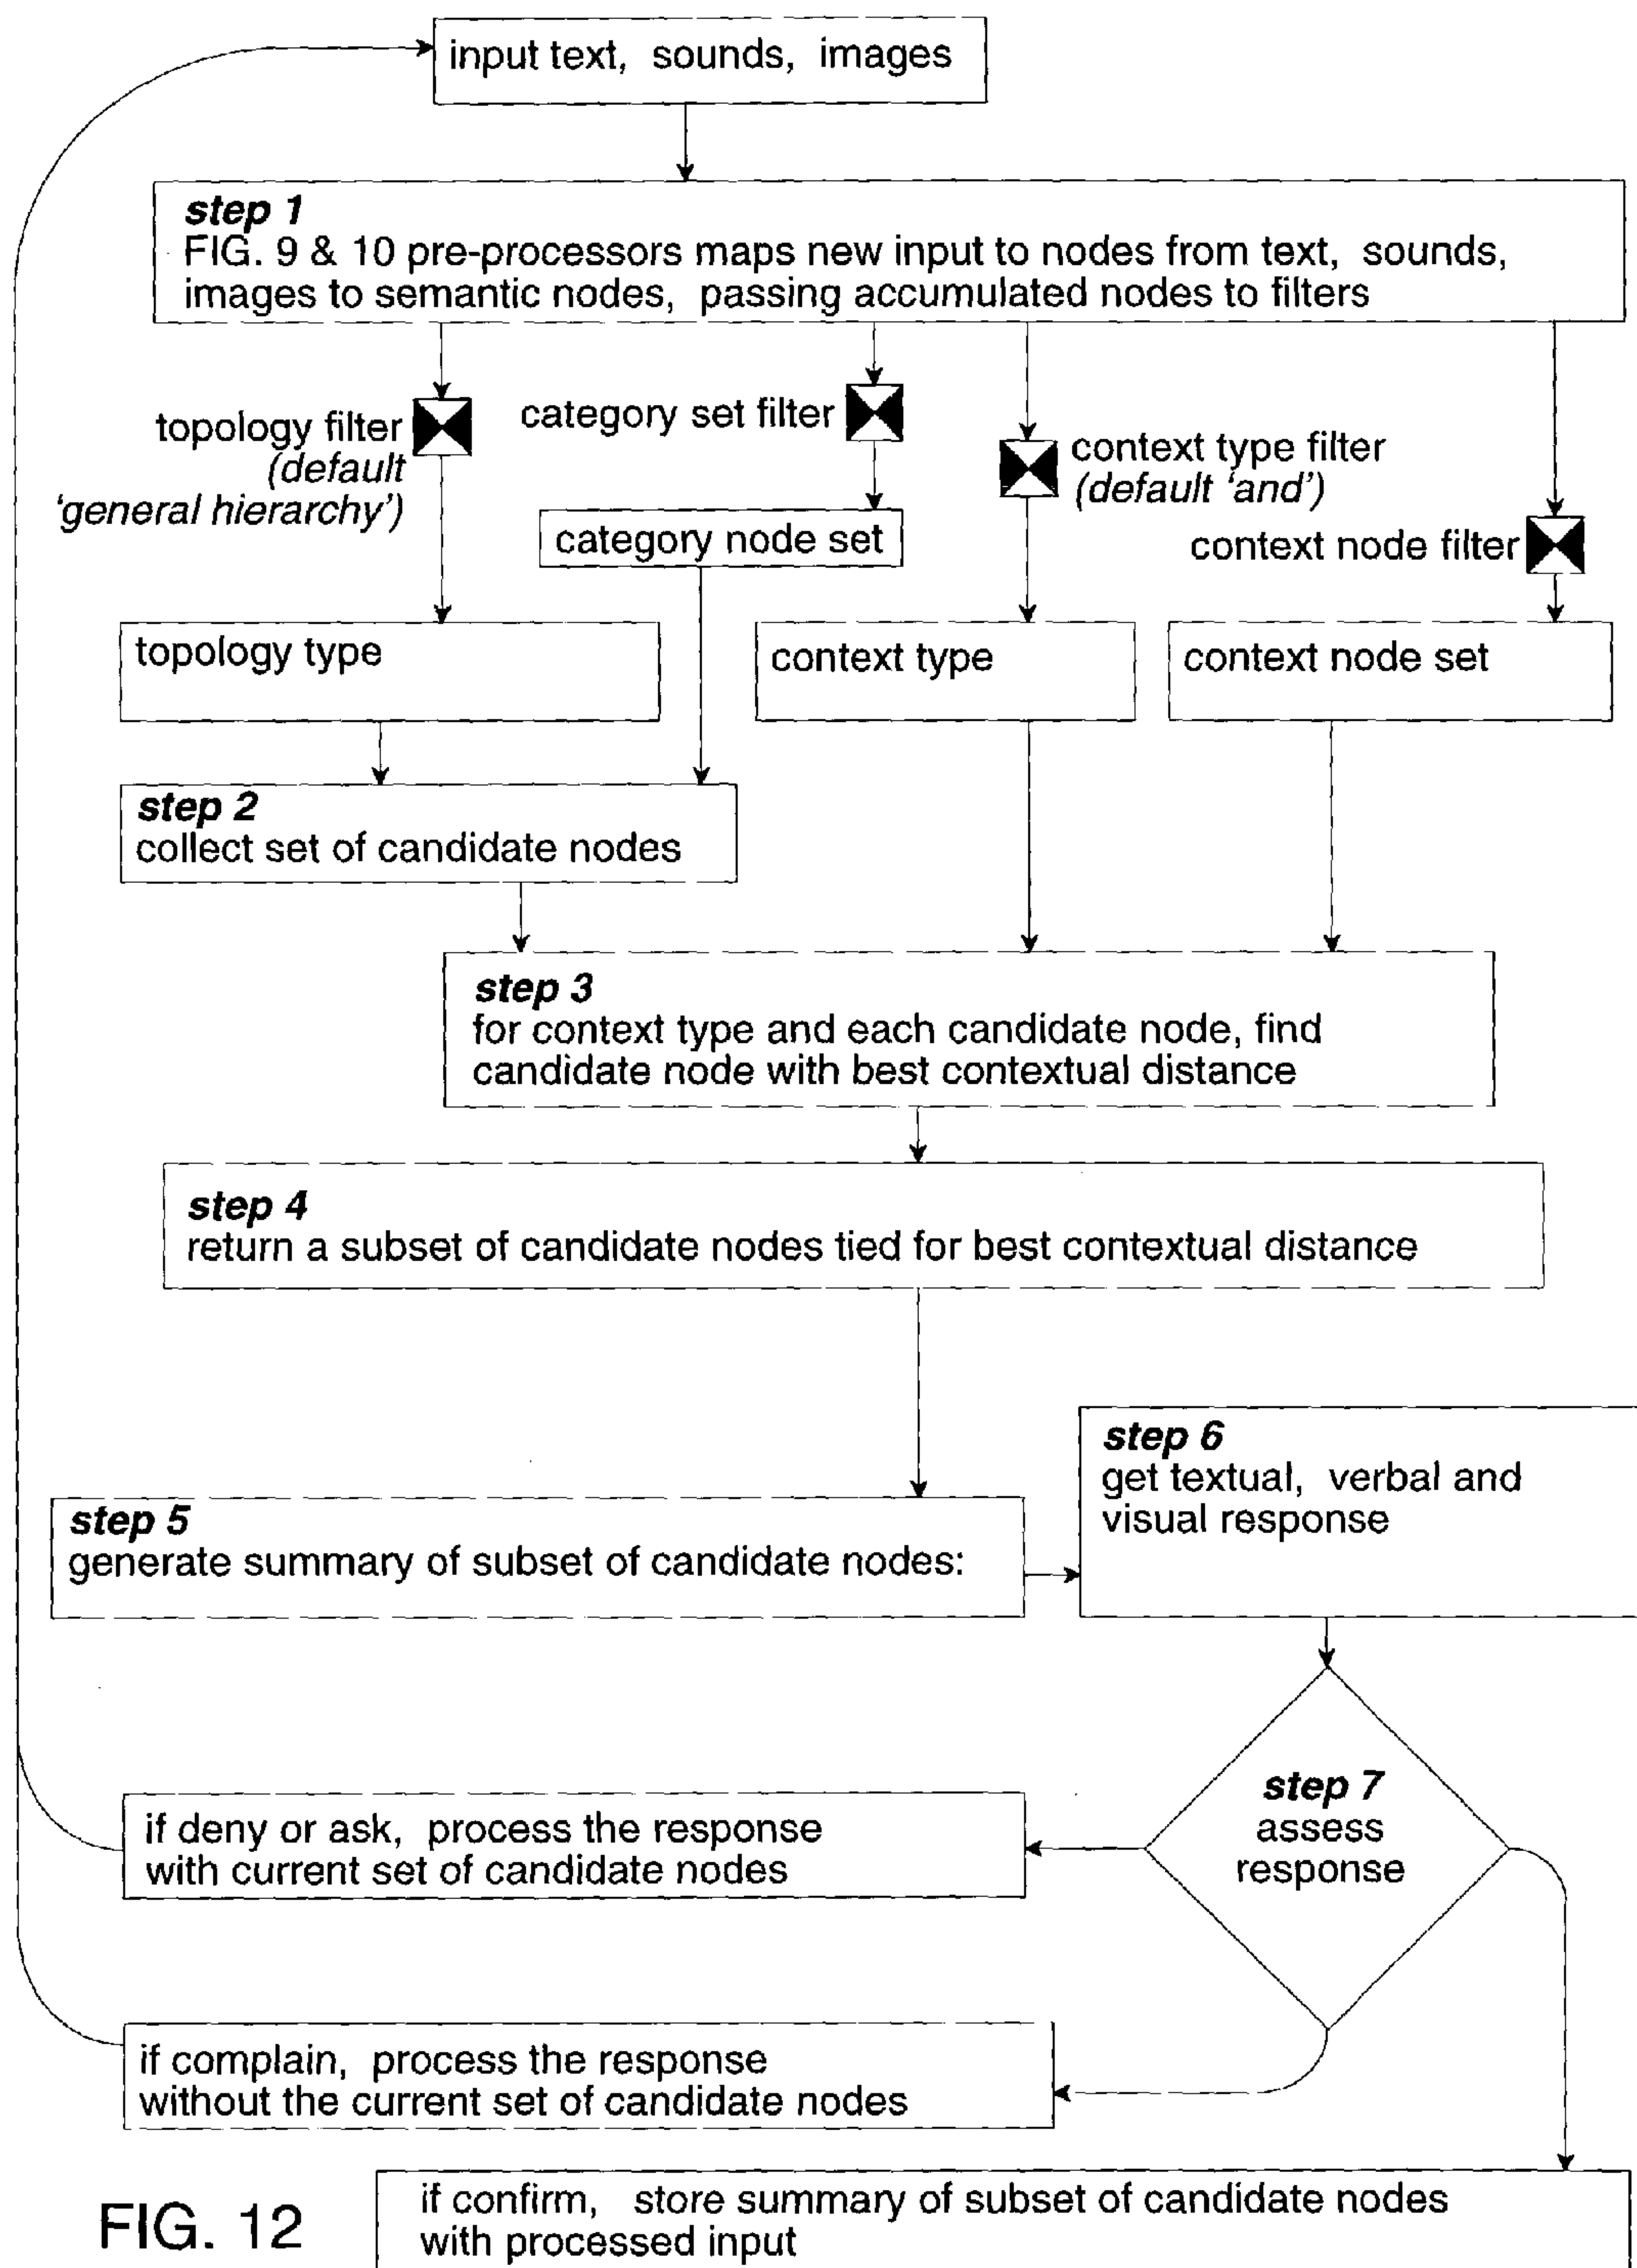 input text, sounds, images
step 1
FIG. 9 & 10 pre-processors maps new input to nodes from text, sounds,
images to semantic nodes, passing accumulated nodes to filters
topology filter
(default
'general hierarchy')
category set filter
context type filter
(default 'and')
context node filter
category node set
topology type
context type
context node set
step 2
collect set of candidate nodes
step 3
for context type and each candidate node, find
candidate node with best contextual distance
step 4
return a subset of candidate nodes tied for best contextual distance
step 5
generate summary of subset of candidate nodes:
step 6
get textual, verbal and
visual response
step 7
assess
response
if deny or ask, process the response
with current set of candidate nodes
if complain, process the response
without the current set of candidate nodes
if confirm, store summary of subset of candidate nodes
with processed input
FIG. 12